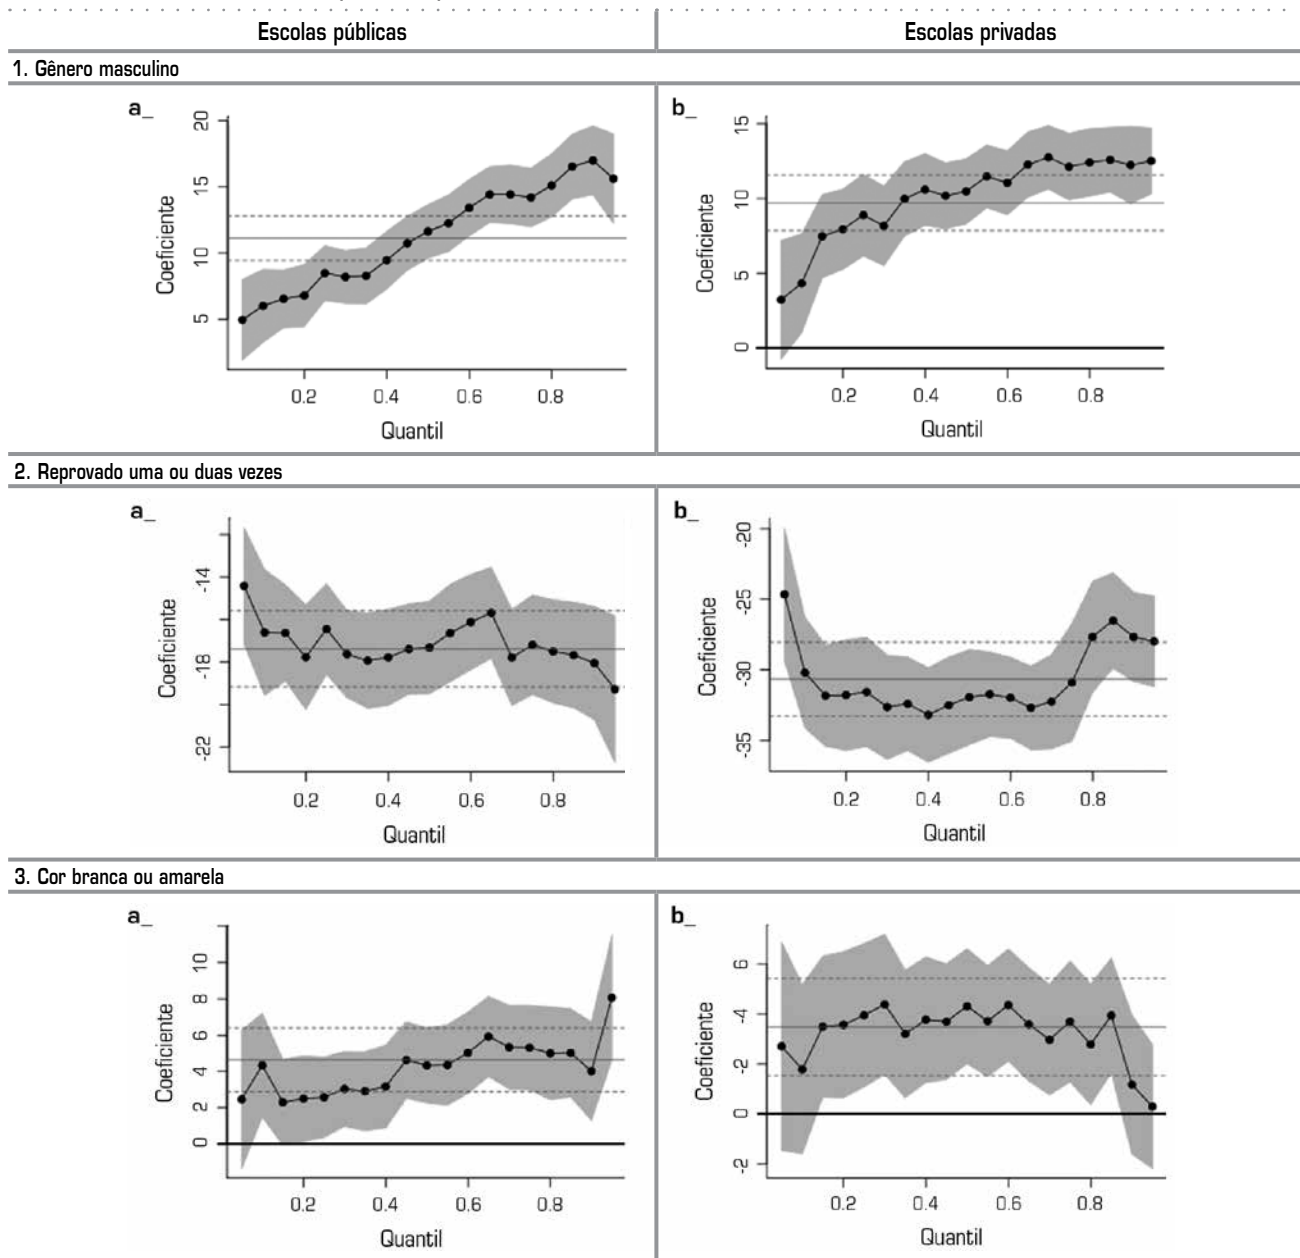 Escolas públicas
Escolas privadas
1. Gênero masculino
a_
20
15
10
5
Coeficiente
0.2 0.4 0.6 0.8
Quantil
b_
15
10
5
0
Coeficiente
0.2 0.4 0.6 0.8
Quantil
2. Reprovado uma ou duas vezes
a_
-14
-18
-22
Coeficiente
0.2 0.4 0.6 0.8
Quantil
b_
-20
-25
-30
-35
Coeficiente
0.2 0.4 0.6 0.8
Quantil
3. Cor branca ou amarela
a_
10
8
6
4
2
0
Coeficiente
0.2 0.4 0.6 0.8
Quantil
b_
6
-4
-2
0
-2
Coeficiente
0.2 0.4 0.6 0.8
Quantil